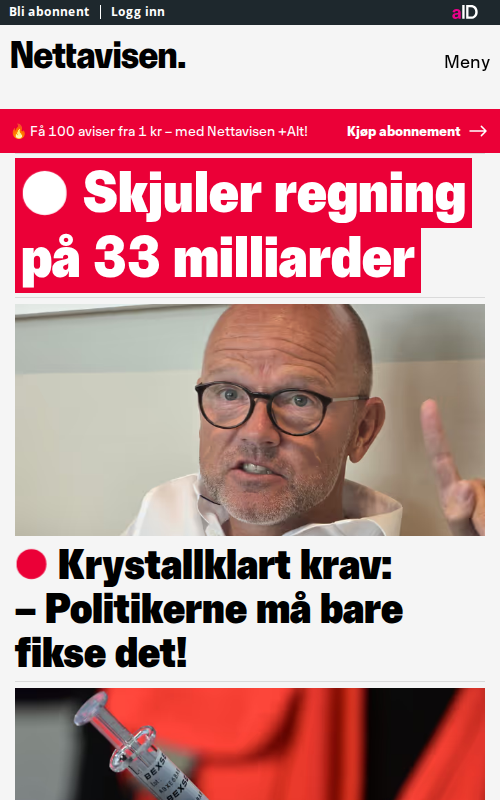 Bli abonnent | Logg inn
aID
Nettavisen.
Meny
🔥 Få 100 aviser fra 1 kr – med Nettavisen +Alt!
Kjøp abonnement →
Skjuler regning
på 33 milliarder
Krystallklart krav:
– Politikerne må bare
fikse det!